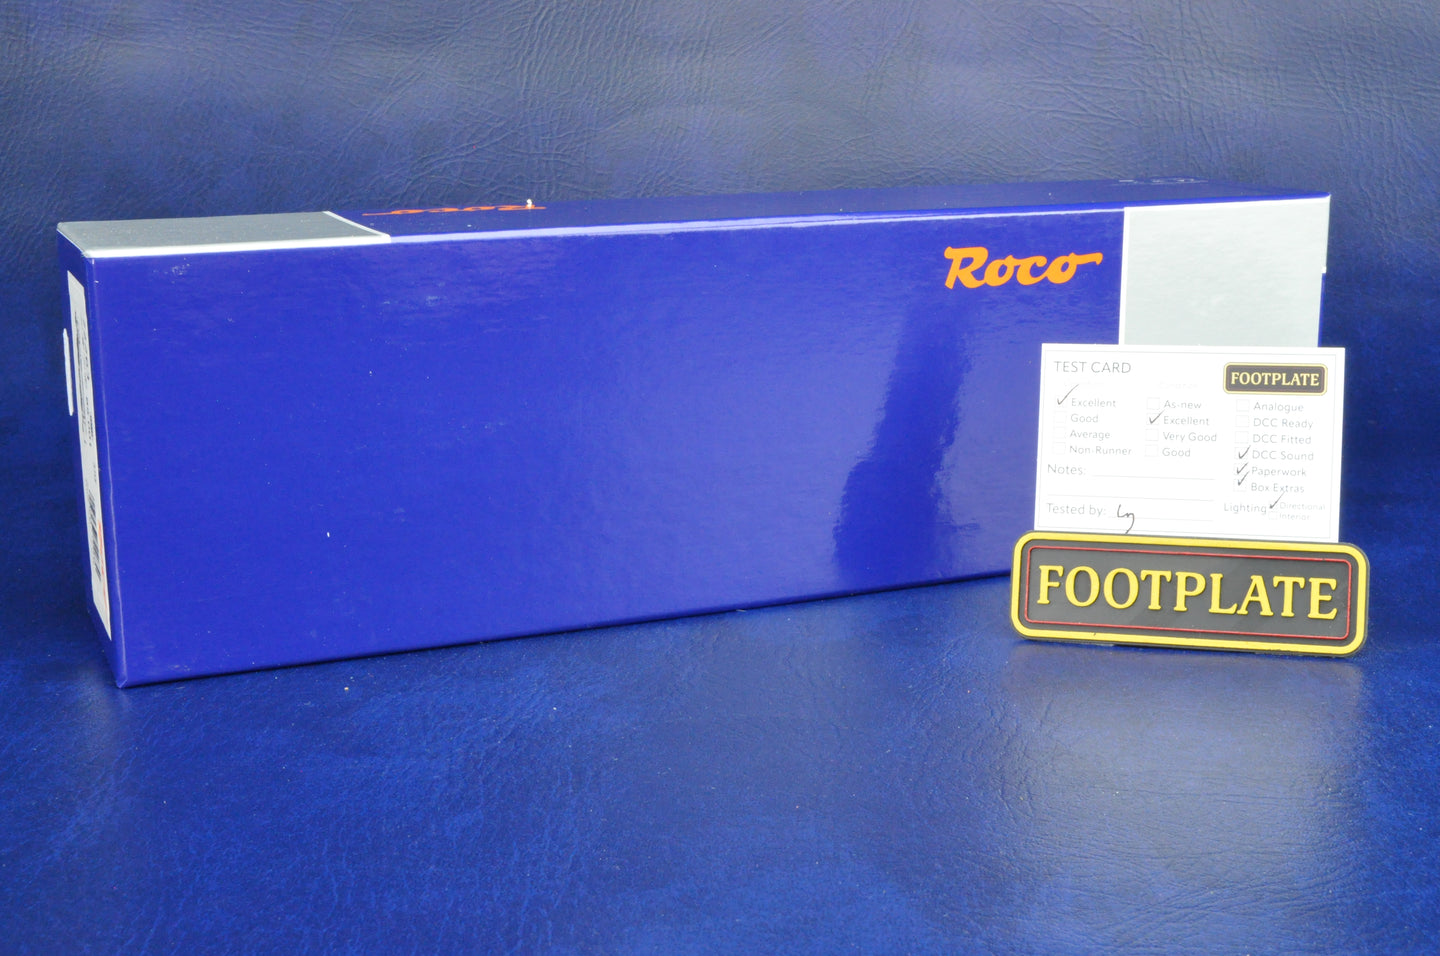 Roco
Roco
TEST CARD
FOOTPLATE
Excellent
Good
Average
Non-Runner
As-new
Excellent
Very Good
Good
Analogue
DCC Ready
DCC Fitted
DCC Sound
Paperwork
Box Extras
Notes:
Tested by:
Lighting
Directional
Interior
FOOTPLATE